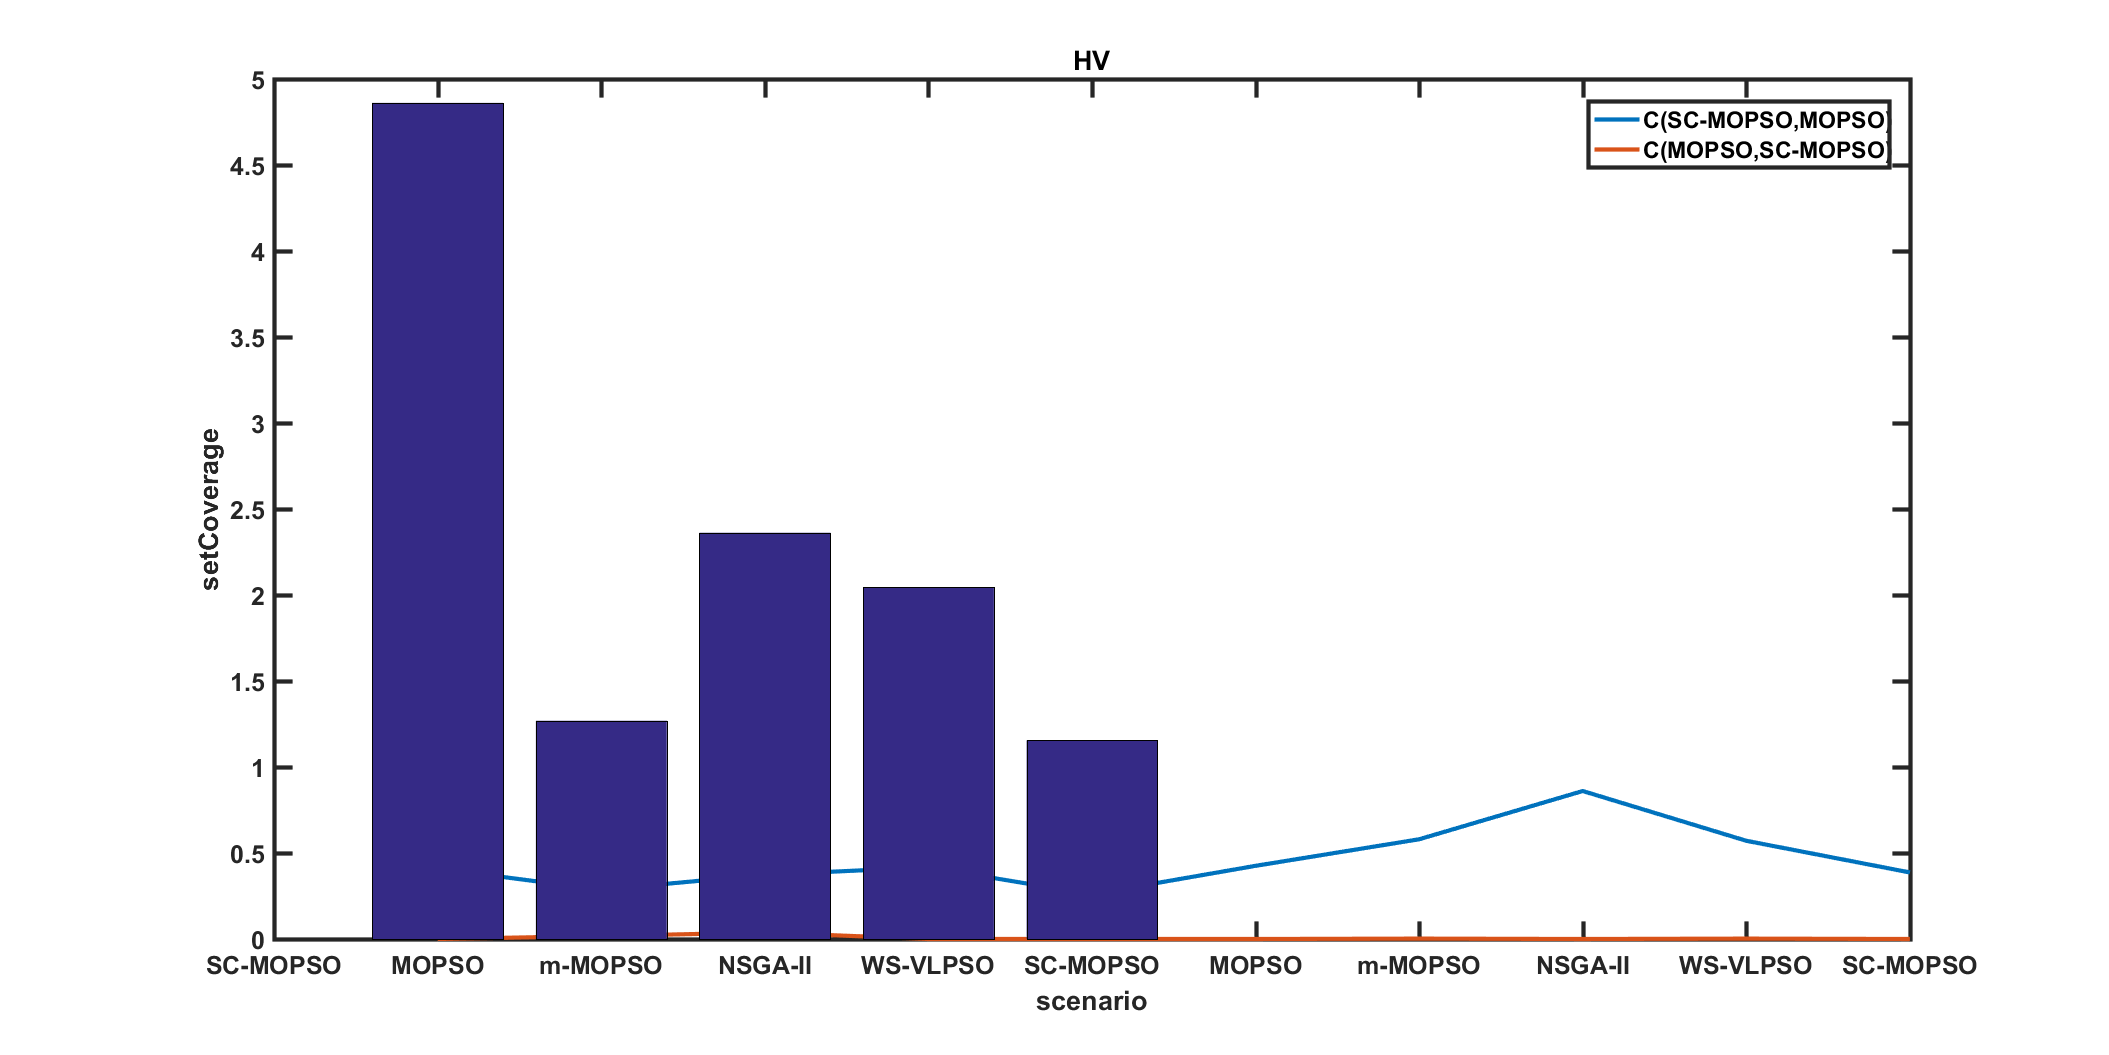 HV
C(SC-MOPSO,MOPSO)
C(MOPSO,SC-MOPSO)
5
4.5
4
3.5
3
2.5
2
1.5
1
0.5
0
setCoverage
SC-MOPSO MOPSO m-MOPSO NSGA-II WS-VLPSO SC-MOPSO MOPSO m-MOPSO NSGA-II WS-VLPSO SC-MOPSO
scenario